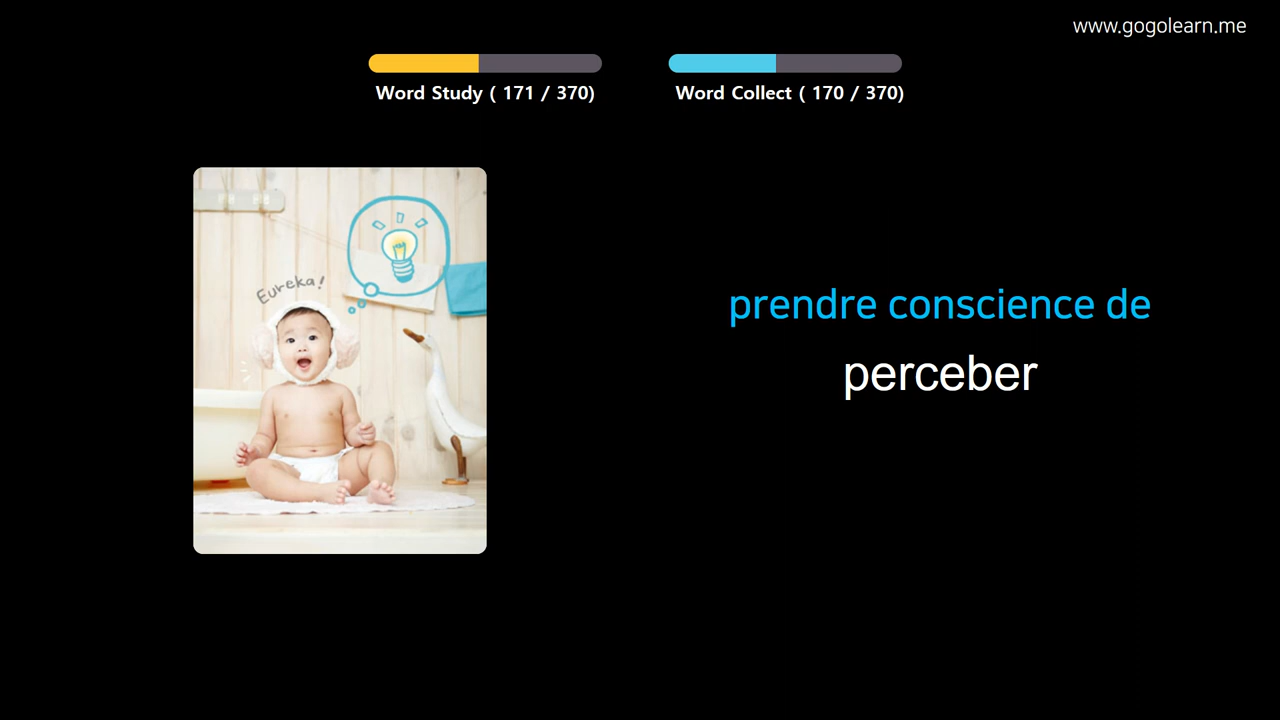 www.gogolearn.me
Word Study ( 171 / 370)
Word Collect ( 170 / 370)
Eureka!
prendre conscience de
perceber